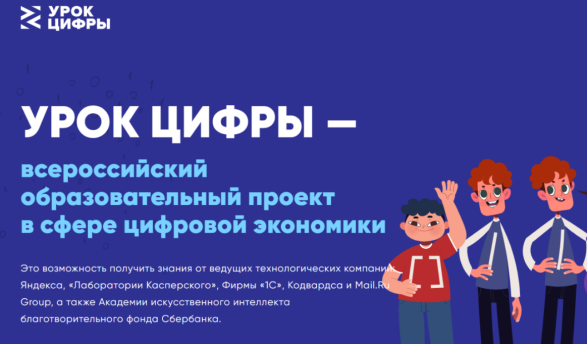 УРОК
ЦИФРЫ
УРОК ЦИФРЫ —
всероссийский
образовательный проект
в сфере цифровой экономики
Это возможность получить знания от ведущих технологических компаний:
Яндекса, «Лаборатории Касперского», Фирмы «1С», Кодвардса и Mail.Ru
Group, а также Академии искусственного интеллекта
благотворительного фонда Сбербанка.